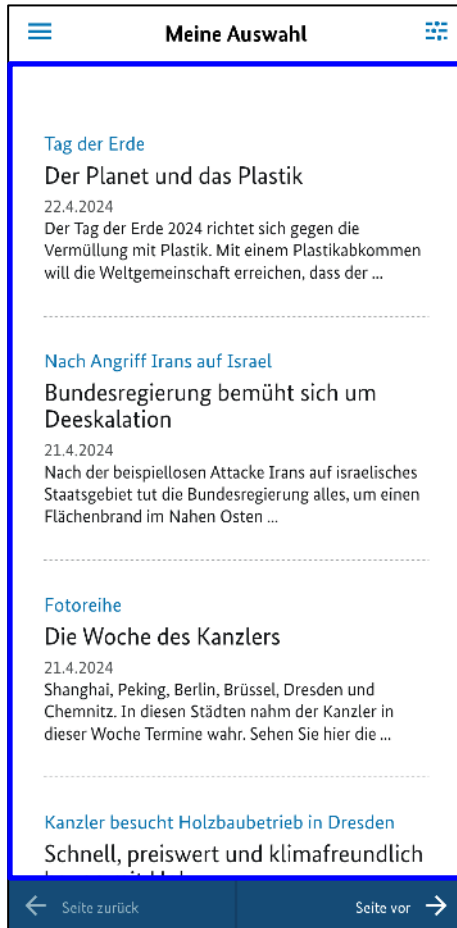 Meine Auswahl
Tag der Erde
Der Planet und das Plastik
22.4.2024
Der Tag der Erde 2024 richtet sich gegen die
Vermüllung mit Plastik. Mit einem Plastikabkommen
will die Weltgemeinschaft erreichen, dass der ...
Nach Angriff Irans auf Israel
Bundesregierung bemüht sich um
Deeskalation
21.4.2024
Nach der beispiellosen Attacke Irans auf israelisches
Staatsgebiet tut die Bundesregierung alles, um einen
Flächenbrand im Nahen Osten ...
Fotoreihe
Die Woche des Kanzlers
21.4.2024
Shanghai, Peking, Berlin, Brüssel, Dresden und
Chemnitz. In diesen Städten nahm der Kanzler in
dieser Woche Termine wahr. Sehen Sie hier die ...
Kanzler besucht Holzbaubetrieb in Dresden
Schnell, preiswert und klimafreundlich
Seite zurück
Seite vor